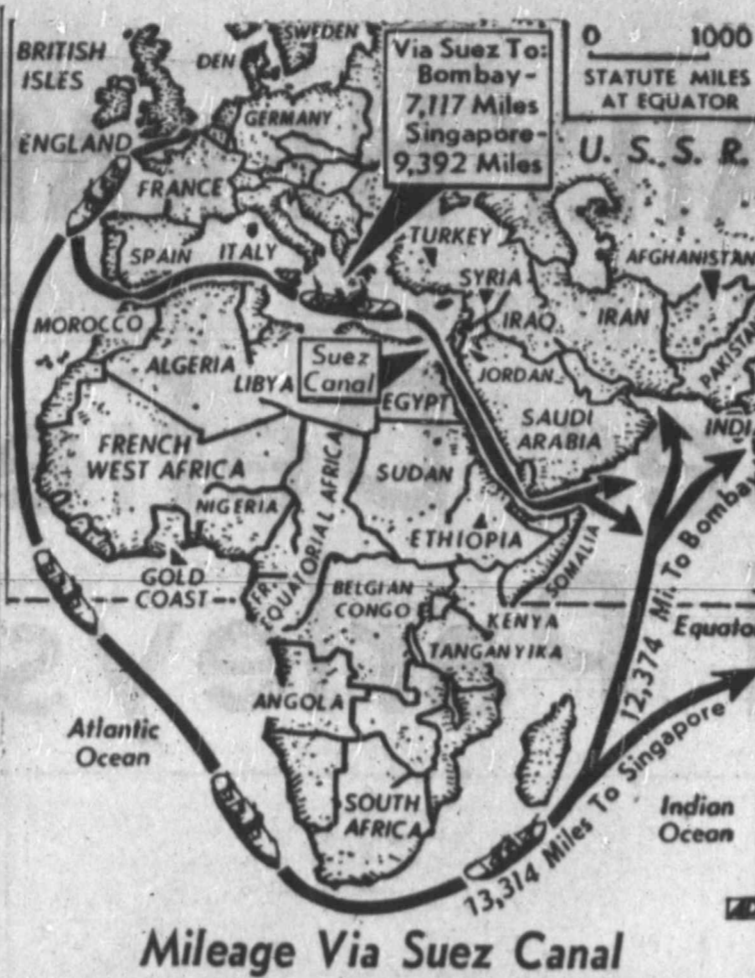 BRITISH
ISLES
ENGLAND
DEN
SWEDEN
GERMANY
FRANCE
SPAIN
ITALY
Via Suez To:
Bombay-
7,117 Miles
Singapore-
9,392 Miles
0 1000
STATUTE MILES
AT EQUATOR
U. S. S. R.
TURKEY
SYRIA
IRAQ
IRAN
AFGHANISTAN
JORDAN
SAUDI
ARABIA
MOROCCO
ALGERIA
LIBYA
Suez
Canal
EGYPT
FRENCH
WEST AFRICA
NIGERIA
GOLD
COAST
FR.
EQUATORIAL AFRICA
SUDAN
ETHIOPIA
SOMALIA
BELGIAN
CONGO
KENYA
TANGANYIKA
ANGOLA
SOUTH
AFRICA
Atlantic
Ocean
Indian
Ocean
12,374 Mi. To Bombay
13,314 Miles To Singapore
Mileage Via Suez Canal